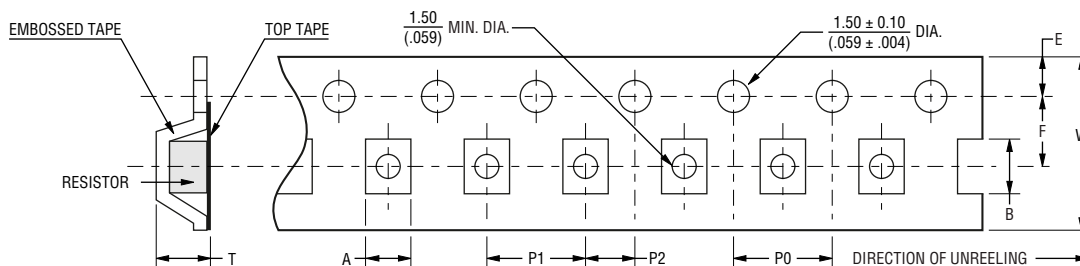 EMBOSSED TAPE
TOP TAPE
1.50
(.059)
MIN. DIA.
1.50 ± 0.10
(.059 ± .004)
DIA.
E
F
RESISTOR
B
T
A
P1
P2
P0
DIRECTION OF UNREELING